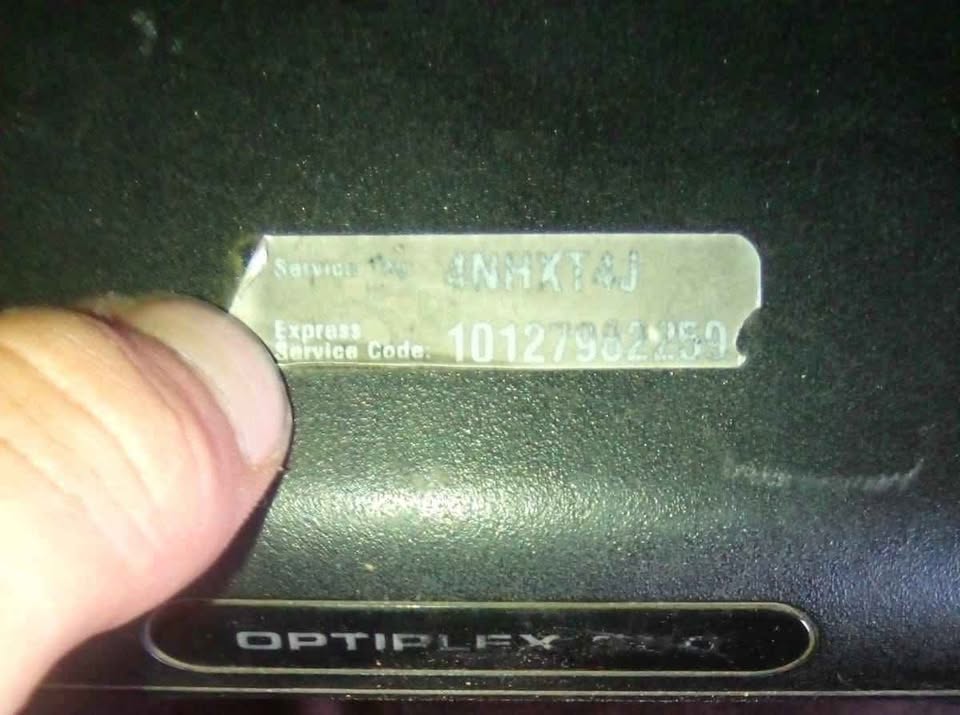 Service Tag: 4NHXT4J
Express
Service Code: 10127982259
OPTIPLEX